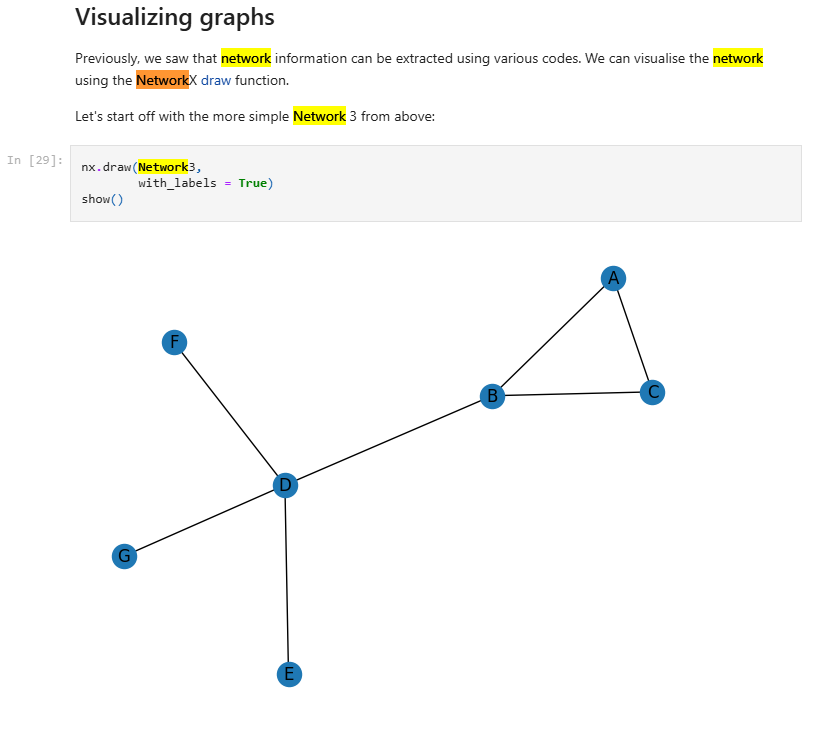 Visualizing graphs
Previously, we saw that network information can be extracted using various codes. We can visualise the network
using the NetworkX draw function.
Let's start off with the more simple Network 3 from above:
In [29]:
nx.draw(Network3,
        with_labels = True)
show()
A
F
C
B
D
G
E